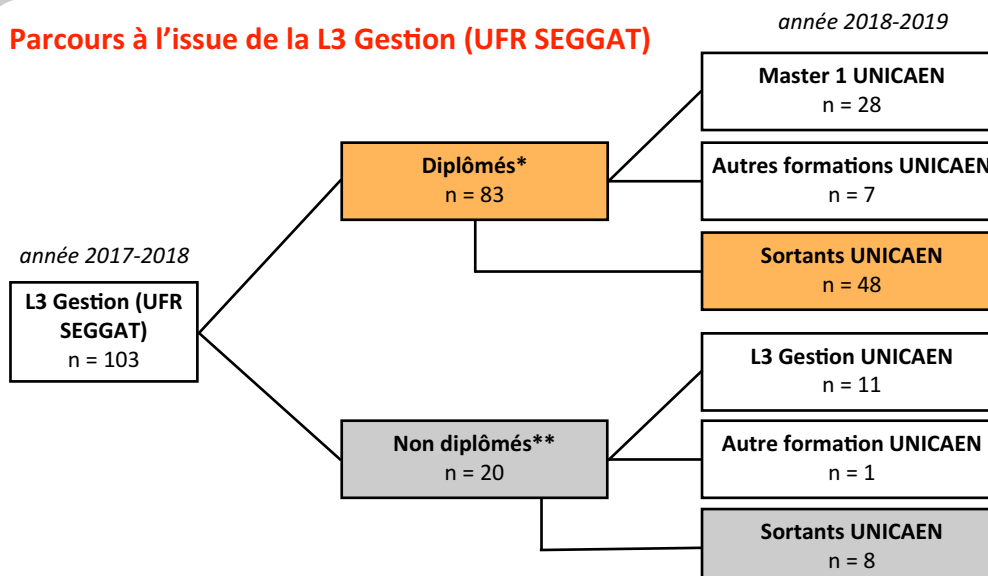 Parcours à l’issue de la L3 Gestion (UFR SEGGAT)
année 2018-2019
Master 1 UNICAEN
n = 28
Diplômés*
n = 83
Autres formations UNICAEN
n = 7
année 2017-2018
Sortants UNICAEN
n = 48
L3 Gestion (UFR
SEGGAT)
n = 103
L3 Gestion UNICAEN
n = 11
Non diplômés**
n = 20
Autre formation UNICAEN
n = 1
Sortants UNICAEN
n = 8